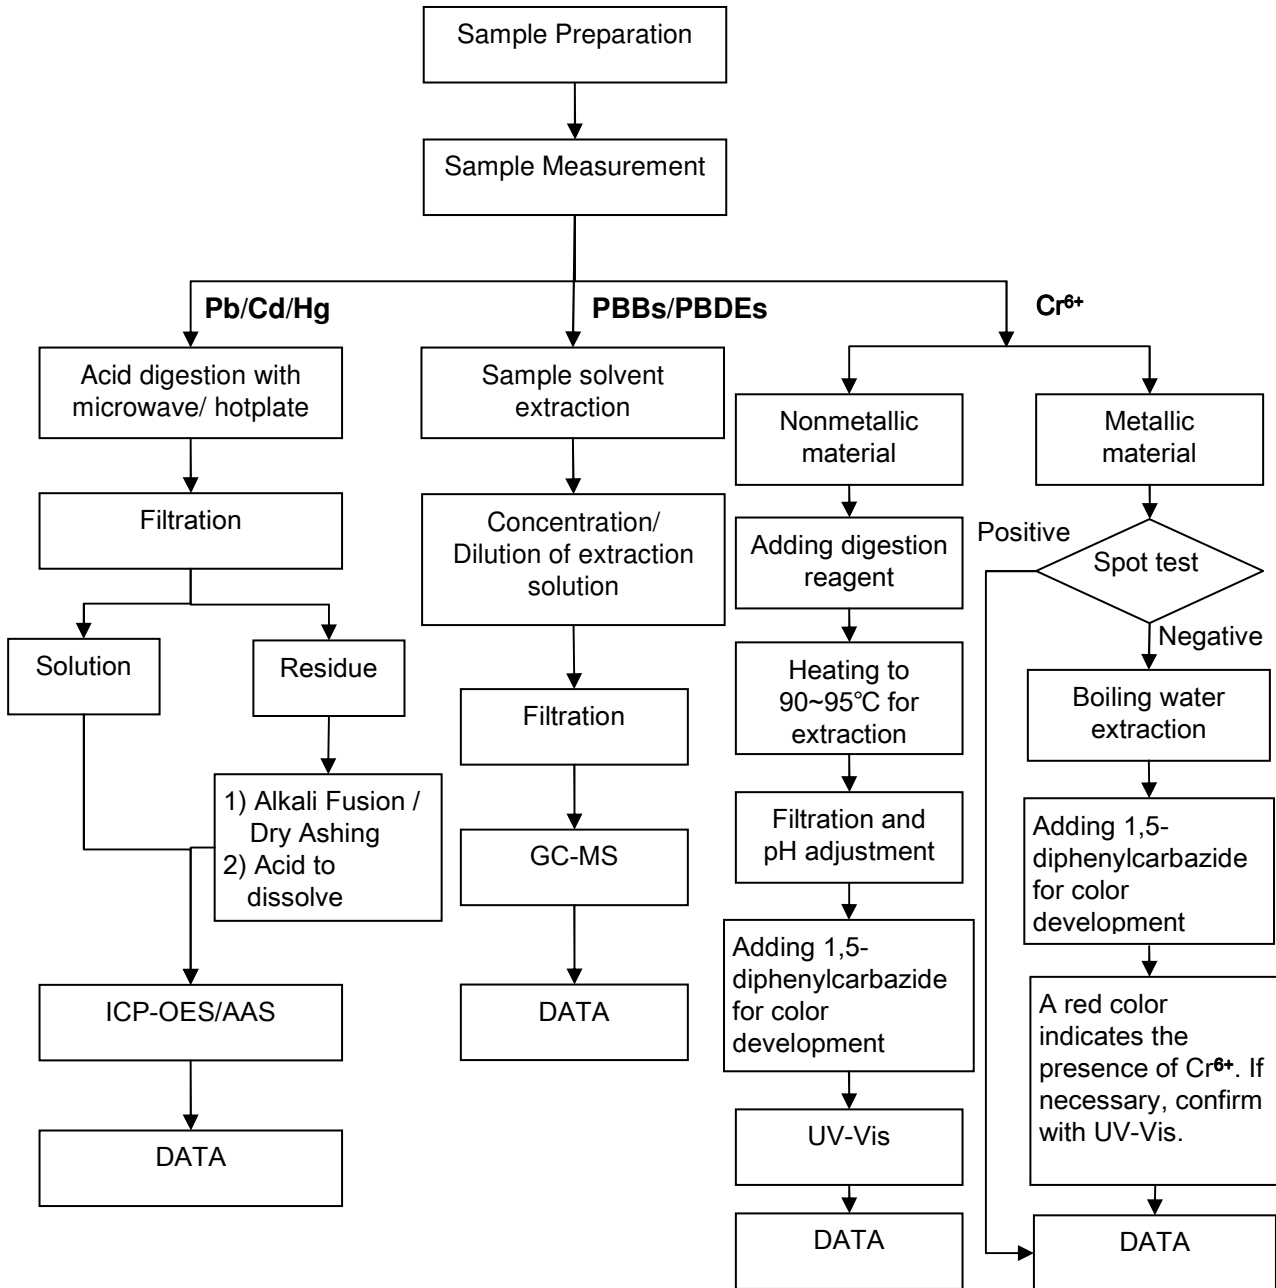 Sample Preparation
Sample Measurement
Pb/Cd/Hg
PBBs/PBDEs
Cr⁶⁺
Acid digestion with
microwave/ hotplate
Filtration
Solution
Residue
1) Alkali Fusion /
Dry Ashing
2) Acid to
dissolve
ICP-OES/AAS
DATA
Sample solvent
extraction
Concentration/
Dilution of extraction
solution
Filtration
GC-MS
DATA
Nonmetallic
material
Adding digestion
reagent
Heating to
90~95℃ for
extraction
Filtration and
pH adjustment
Adding 1,5-
diphenylcarbazide
for color
development
UV-Vis
DATA
Metallic
material
Spot test
Positive
Negative
Boiling water
extraction
Adding 1,5-
diphenylcarbazide
for color
development
A red color
indicates the
presence of Cr⁶⁺. If
necessary, confirm
with UV-Vis.
DATA